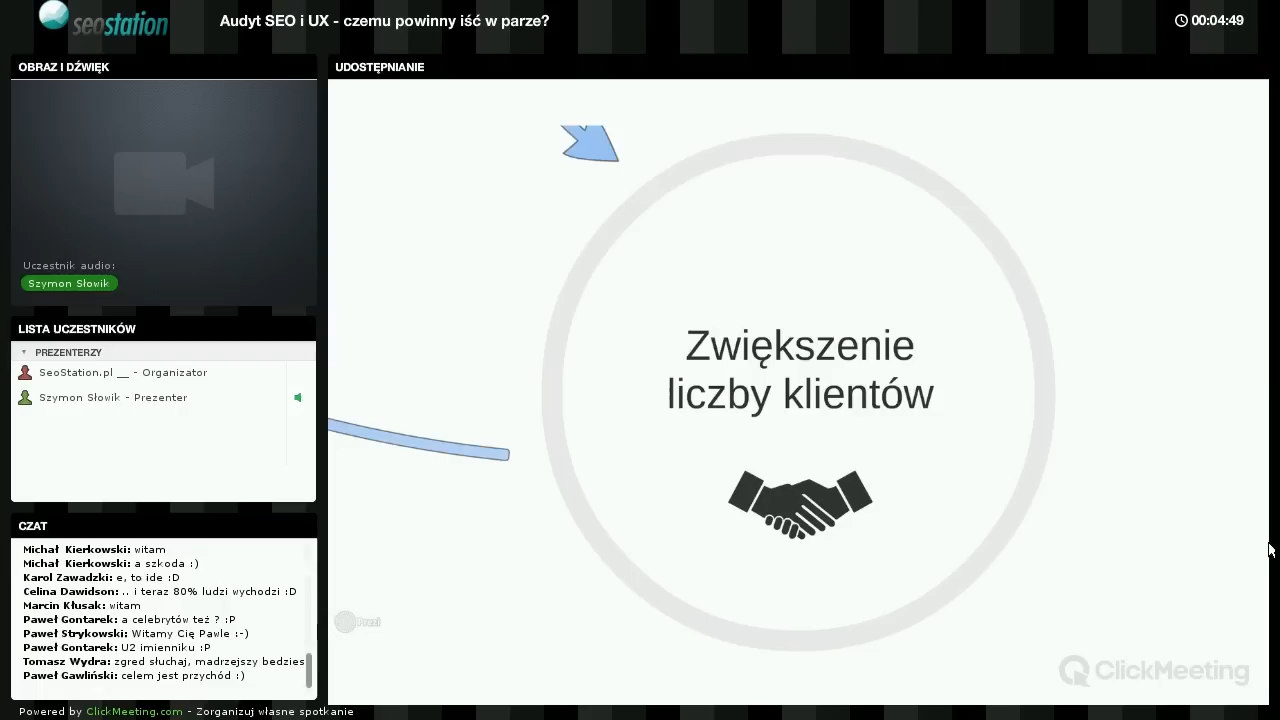 seostation
Audyt SEO i UX - czemu powinny iść w parze?
00:04:49
OBRAZ I DŹWIĘK
Uczestnik audio:
Szymon Słowik
LISTA UCZESTNIKÓW
PREZENTERZY
SeoStation.pl __ - Organizator
Szymon Słowik - Prezenter
CZAT
Michał Kierkowski: witam
Michał Kierkowski: a szkoda :)
Karol Zawadzki: e, to ide :D
Celina Dawidson: .. i teraz 80% ludzi wychodzi :D
Marcin Kłusak: witam
Paweł Gontarek: a celebrytów też ? :P
Paweł Strykowski: Witamy Cię Pawle :-)
Paweł Gontarek: U2 imienniku :P
Tomasz Wydra: zgred słuchaj, madrzejszy bedzies
Paweł Gawliński: celem jest przychód :)
Powered by ClickMeeting.com - Zorganizuj własne spotkanie
UDOSTĘPNIANIE
Zwiększenie
liczby klientów
Prezi
ClickMeeting